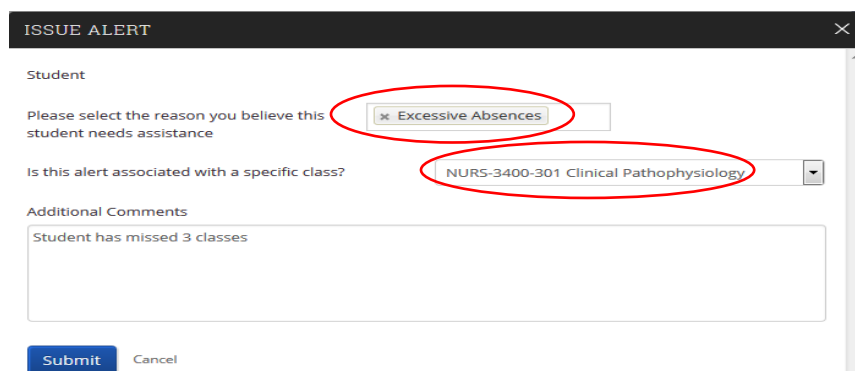 ISSUE ALERT
Student
Please select the reason you believe this
student needs assistance
Excessive Absences
Is this alert associated with a specific class?
NURS-3400-301 Clinical Pathophysiology
Additional Comments
Student has missed 3 classes
Submit Cancel